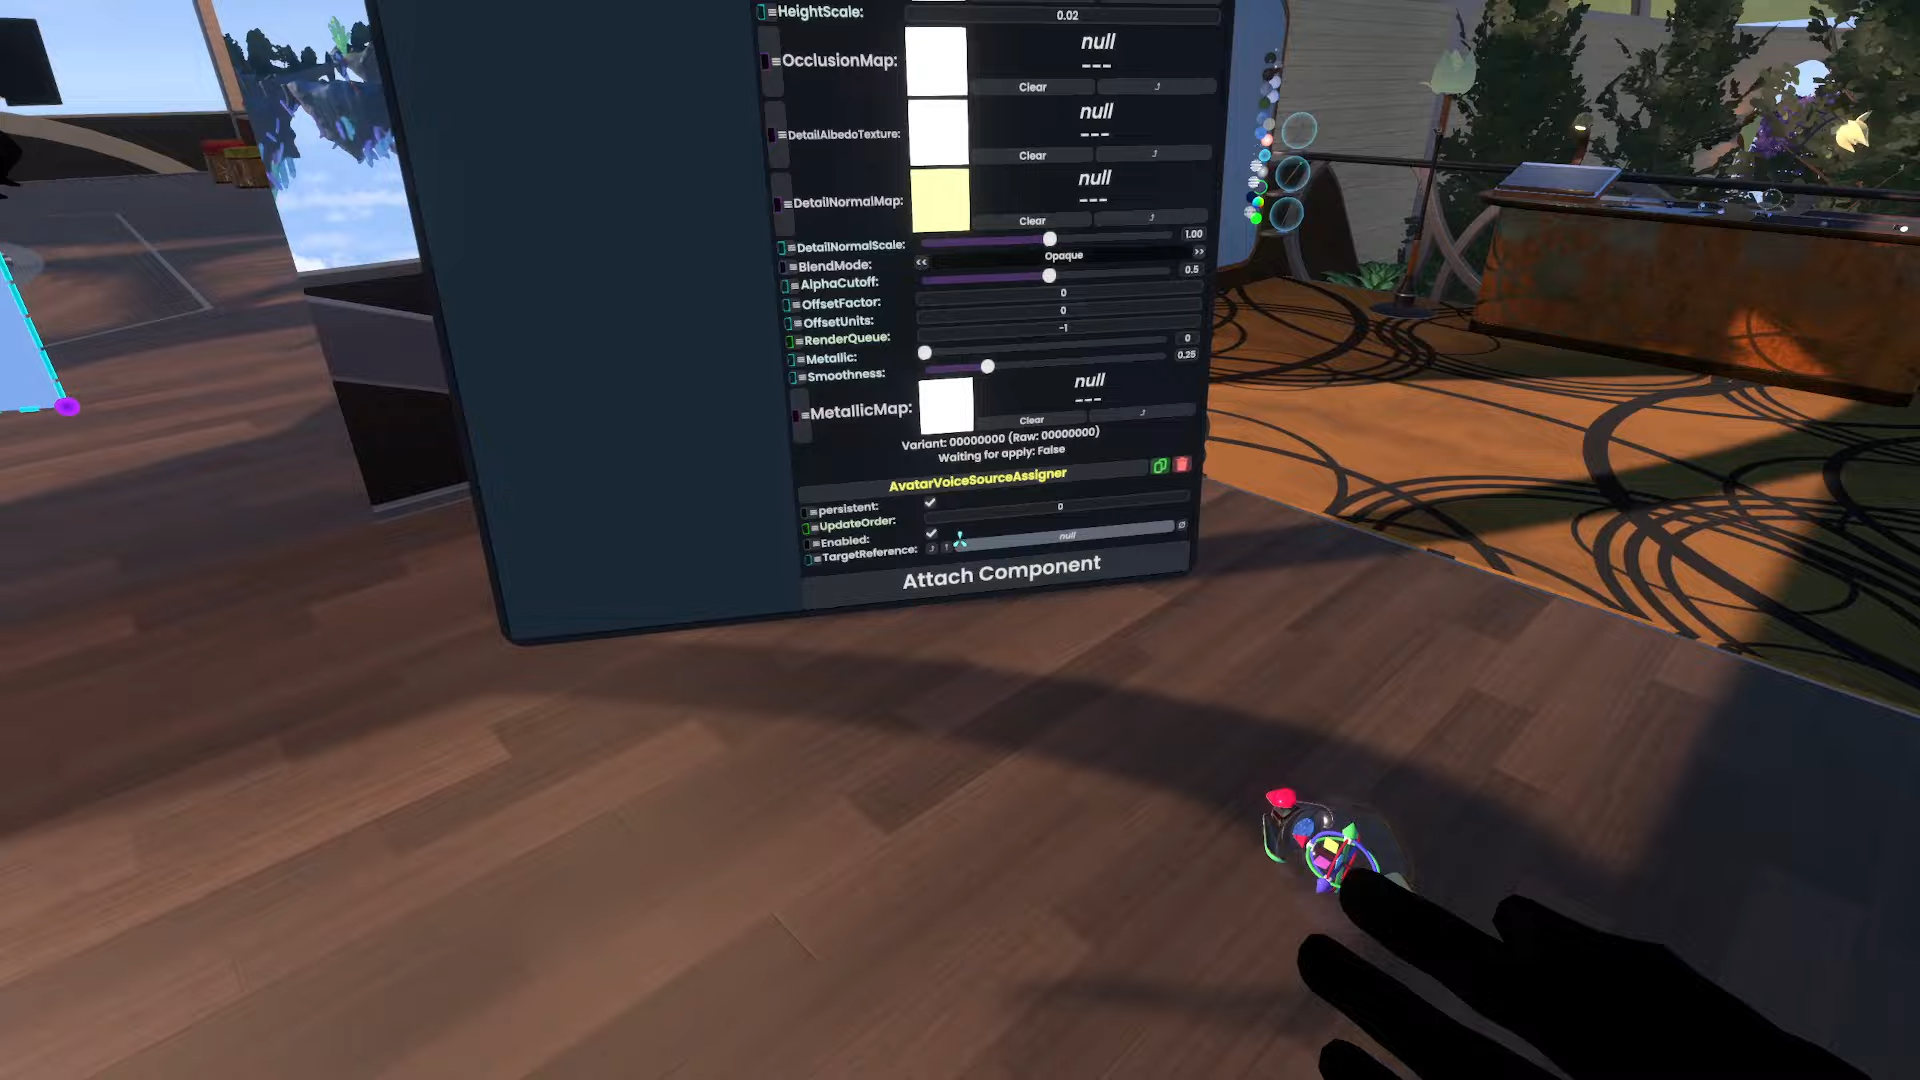 HeightScale: 0.02
OcclusionMap: null
---
Clear
DetailAlbedoTexture: null
---
Clear
DetailNormalMap: null
---
Clear
DetailNormalScale: 1.00
BlendMode: << Opaque >>
AlphaCutoff: 0.5
OffsetFactor: 0
OffsetUnits: 0
RenderQueue: -1
Metallic: 0
Smoothness: 0.25
MetallicMap: null
---
Clear
Variant: 00000000 (Raw: 00000000)
Waiting for apply: False
AvatarVoiceSourceAssigner
persistent:
UpdateOrder: 0
Enabled:
TargetReference: null
Attach Component